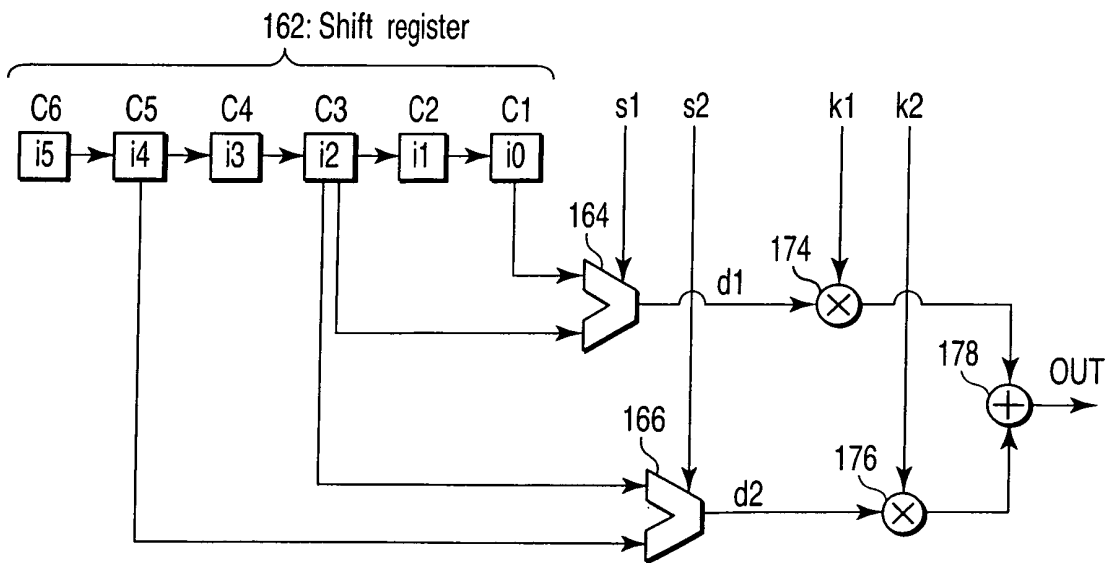 162: Shift register
C6 C5 C4 C3 C2 C1 s1 s2 k1 k2
i5 i4 i3 i2 i1 i0
164
174
d1
178
OUT
166
176
d2